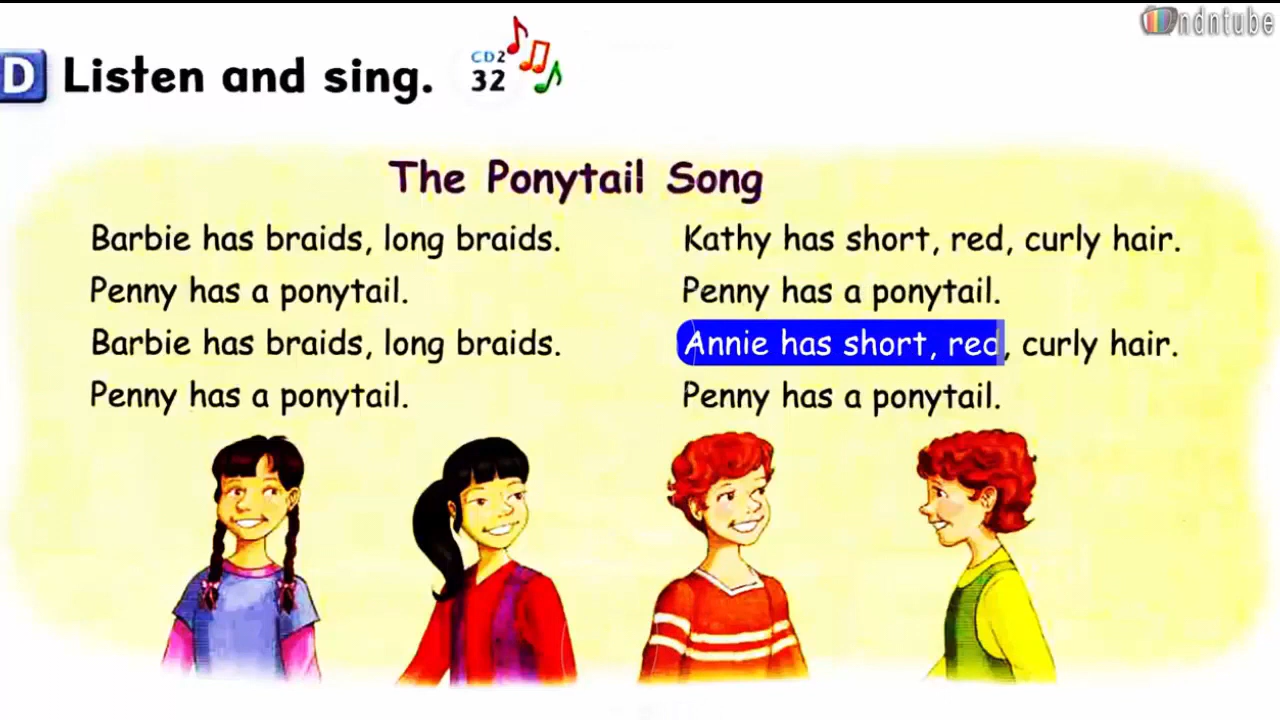 ndntube
D Listen and sing. CD2 32
The Ponytail Song
Barbie has braids, long braids.
Penny has a ponytail.
Barbie has braids, long braids.
Penny has a ponytail.
Kathy has short, red, curly hair.
Penny has a ponytail.
Annie has short, red, curly hair.
Penny has a ponytail.